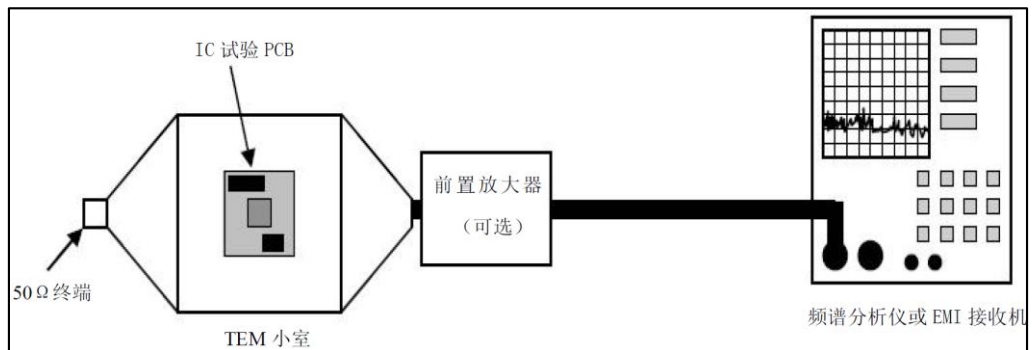 IC 试验 PCB
前置放大器
（可选）
50Ω终端
TEM 小室
频谱分析仪或 EMI 接收机